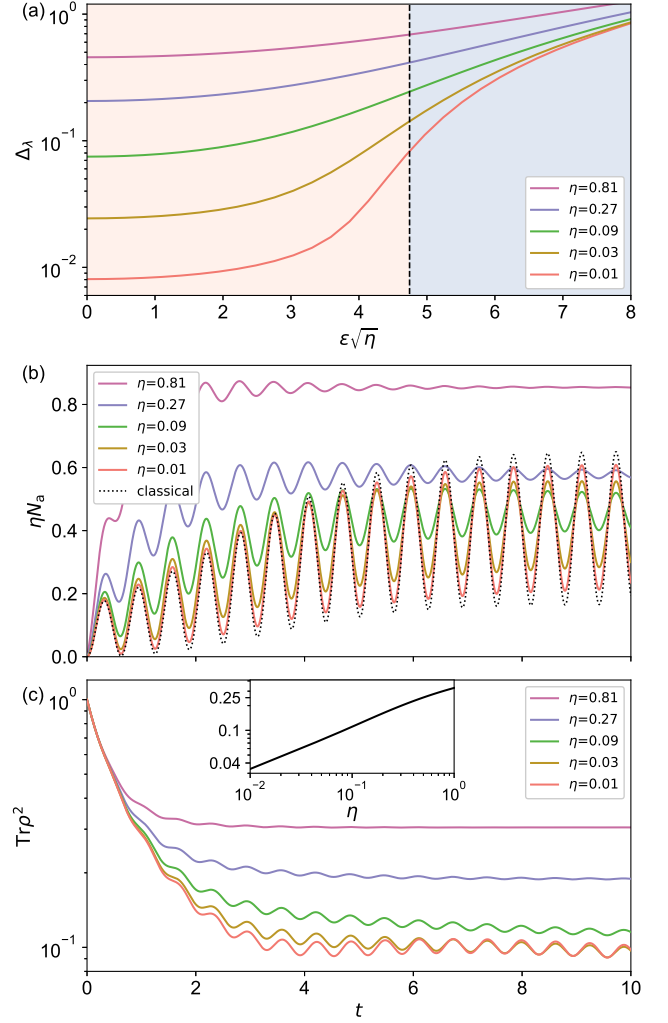 (a)
10⁰
10⁻¹
10⁻²
Δλ
η=0.81
η=0.27
η=0.09
η=0.03
η=0.01
0 1 2 3 4 5 6 7 8
ε√η
(b)
0.8
0.6
0.4
0.2
0.0
ηNₐ
η=0.81
η=0.27
η=0.09
η=0.03
η=0.01
classical
(c)
10⁰
10⁻¹
Trρ²
0.25
0.1
0.04
10⁻² 10⁻¹ 10⁰
η
η=0.81
η=0.27
η=0.09
η=0.03
η=0.01
0 2 4 6 8 10
t